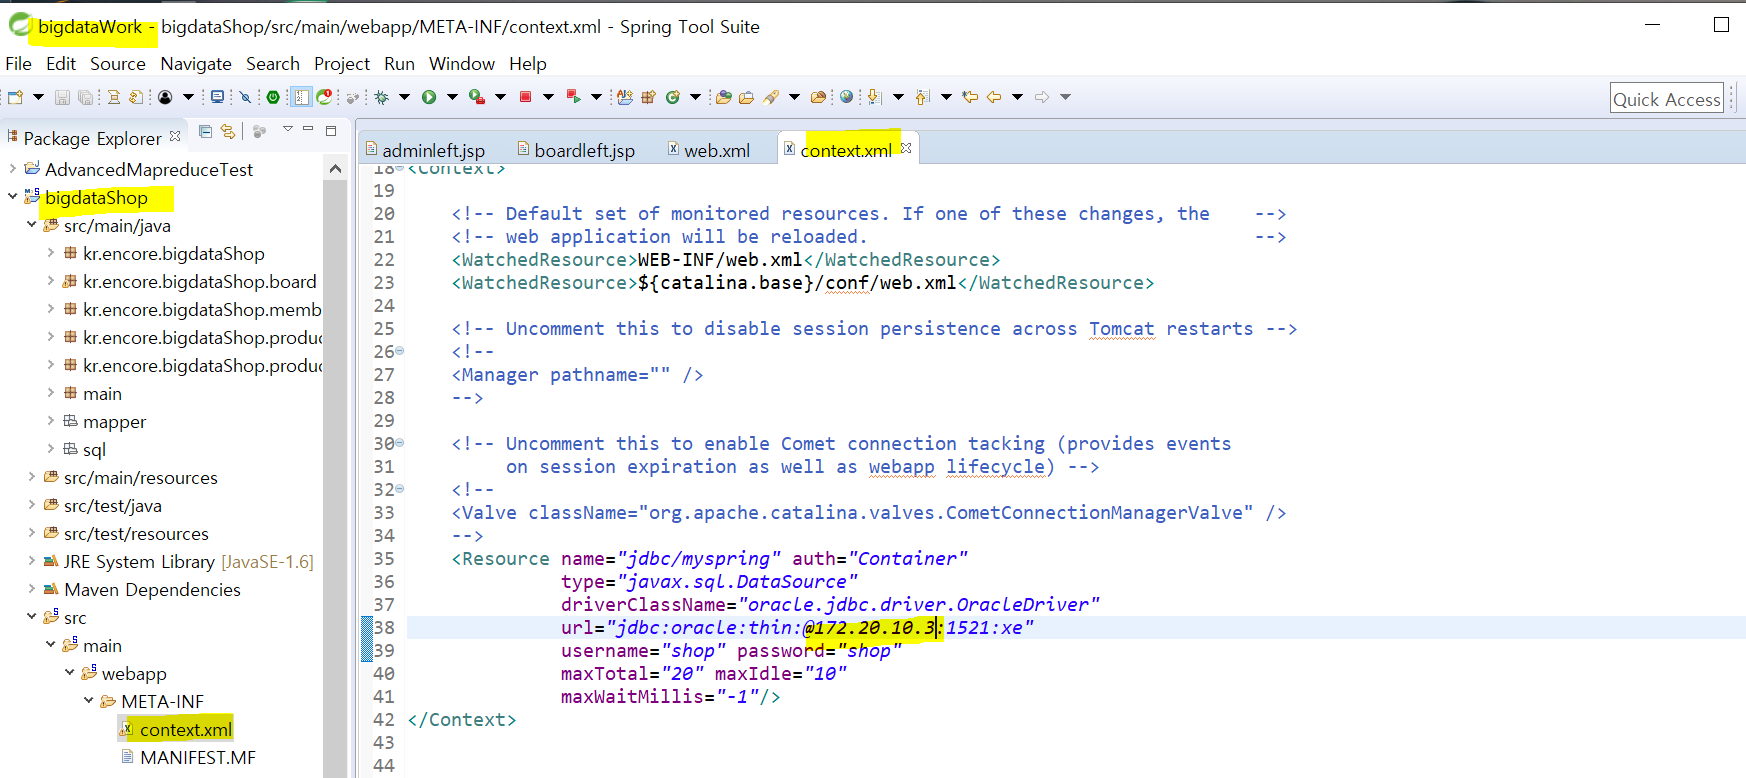 bigdataWork - bigdataShop/src/main/webapp/META-INF/context.xml - Spring Tool Suite
File Edit Source Navigate Search Project Run Window Help
Quick Access
Package Explorer
AdvancedMapreduceTest
bigdataShop
src/main/java
kr.encore.bigdataShop
kr.encore.bigdataShop.board
kr.encore.bigdataShop.memb
kr.encore.bigdataShop.produc
kr.encore.bigdataShop.produc
main
mapper
sql
src/main/resources
src/test/java
src/test/resources
JRE System Library [JavaSE-1.6]
Maven Dependencies
src
main
webapp
META-INF
context.xml
MANIFEST.MF
adminleft.jsp boardleft.jsp web.xml context.xml
18 <Context>
19
20 <!-- Default set of monitored resources. If one of these changes, the -->
21 <!-- web application will be reloaded. -->
22 <WatchedResource>WEB-INF/web.xml</WatchedResource>
23 <WatchedResource>${catalina.base}/conf/web.xml</WatchedResource>
24
25 <!-- Uncomment this to disable session persistence across Tomcat restarts -->
26 <!--
27 <Manager pathname="" />
28 -->
29
30 <!-- Uncomment this to enable Comet connection tacking (provides events
31 on session expiration as well as webapp lifecycle) -->
32 <!--
33 <Valve className="org.apache.catalina.valves.CometConnectionManagerValve" />
34 -->
35 <Resource name="jdbc/myspring" auth="Container"
36 type="javax.sql.DataSource"
37 driverClassName="oracle.jdbc.driver.OracleDriver"
38 url="jdbc:oracle:thin:@172.20.10.3:1521:xe"
39 username="shop" password="shop"
40 maxTotal="20" maxIdle="10"
41 maxWaitMillis="-1"/>
42 </Context>
43
44